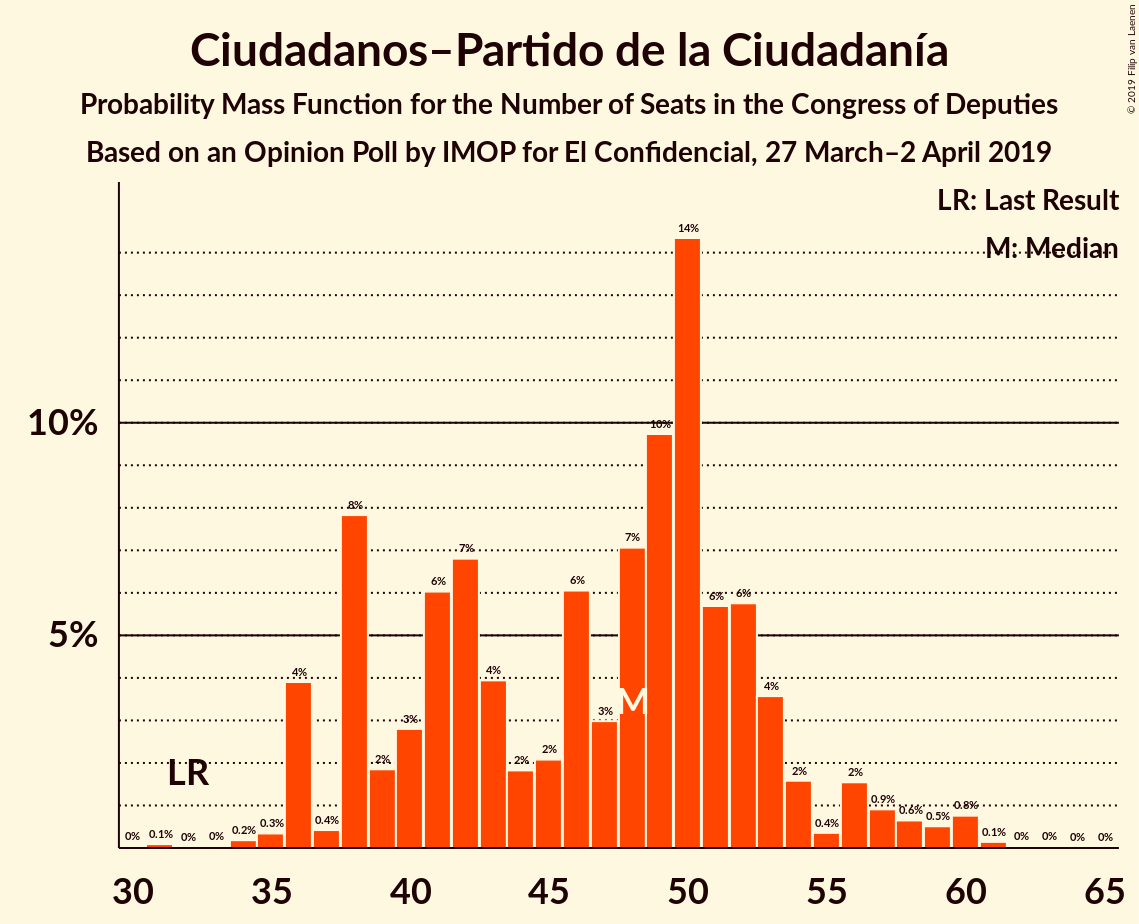 Ciudadanos–Partido de la Ciudadanía
Probability Mass Function for the Number of Seats in the Congress of Deputies
Based on an Opinion Poll by IMOP for El Confidencial, 27 March–2 April 2019
© 2019 Filip van Laenen
LR: Last Result
M: Median
10%
5%
LR
M
0% 0.1% 0% 0% 0.2% 0.3% 4% 0.4% 8% 2% 3% 6% 7% 4% 2% 2% 6% 3% 7% 10% 14% 6% 6% 4% 2% 0.4% 2% 0.9% 0.6% 0.5% 0.8% 0.1% 0% 0% 0% 0%
30 35 40 45 50 55 60 65